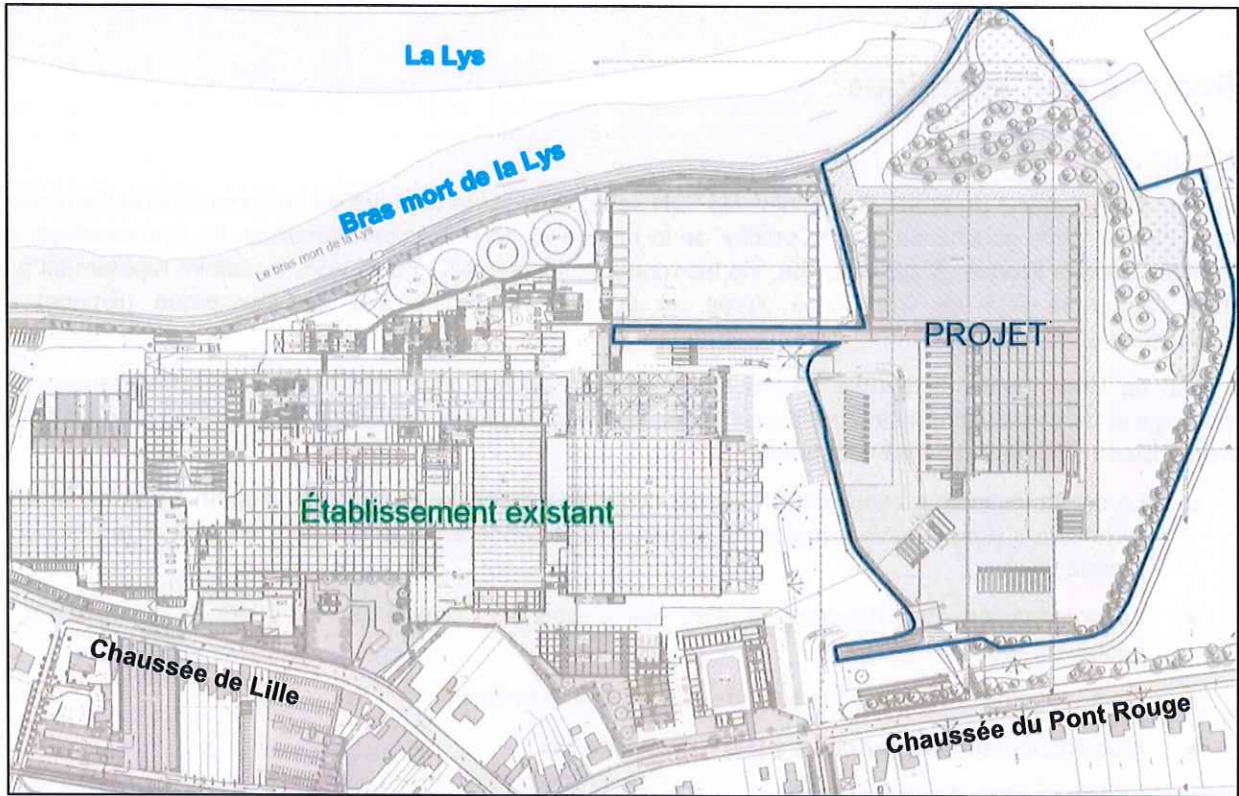 La Lys
Bras mort de la Lys
Le bras mort de la Lys
PROJET
Établissement existant
Chaussée de Lille
Chaussée du Pont Rouge